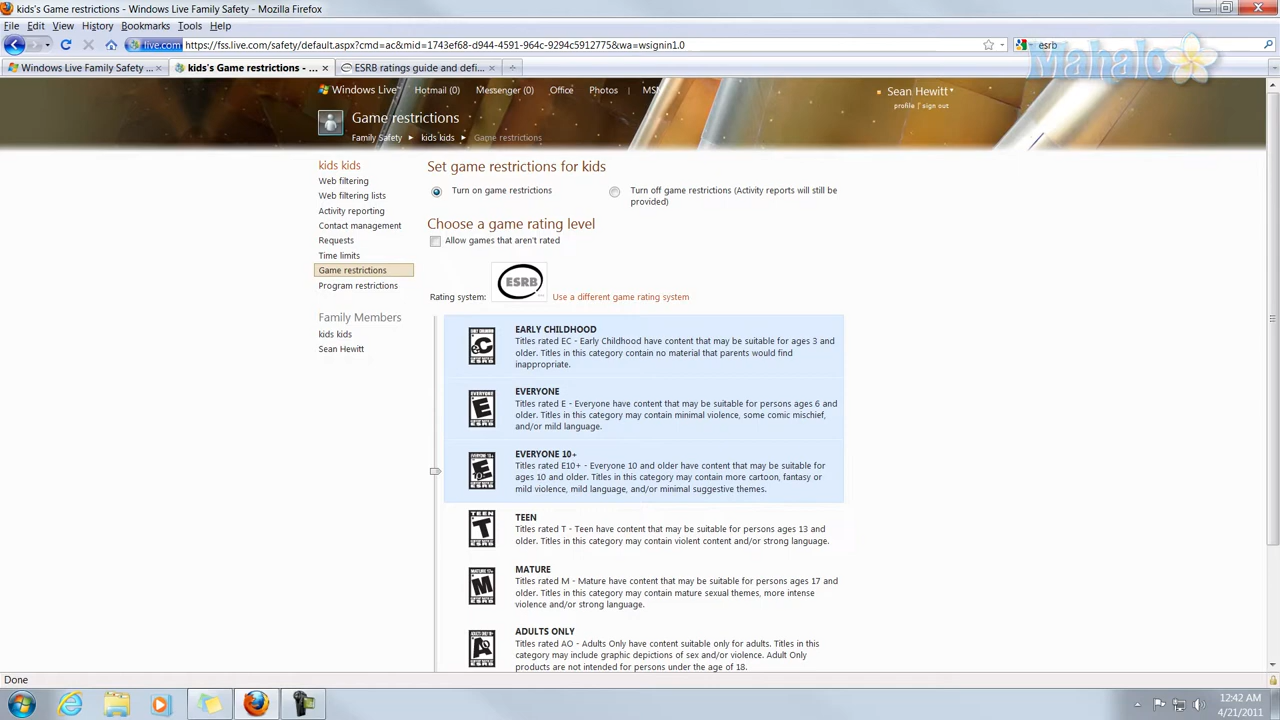 kids's Game restrictions - Windows Live Family Safety - Mozilla Firefox
File Edit View History Bookmarks Tools Help
live.com https://fss.live.com/safety/default.aspx?cmd=ac&mid=1743ef68-d944-4591-964c-9294c5912775&wa=wsignin1.0
esrb
Mahalo
Windows Live Family Safety ...
kids's Game restrictions - ...
ESRB ratings guide and defi...
Windows Live Hotmail (0) Messenger (0) Office Photos | MSN
Sean Hewitt
profile | sign out
Game restrictions
Family Safety kids kids Game restrictions
kids kids
Web filtering
Web filtering lists
Activity reporting
Contact management
Requests
Time limits
Game restrictions
Program restrictions
Family Members
kids kids
Sean Hewitt
Set game restrictions for kids
Turn on game restrictions
Turn off game restrictions (Activity reports will still be
provided)
Choose a game rating level
Allow games that aren't rated
Rating system:
ESRB
Use a different game rating system
EARLY CHILDHOOD
Titles rated EC - Early Childhood have content that may be suitable for ages 3 and
older. Titles in this category contain no material that parents would find
inappropriate.
EVERYONE
Titles rated E - Everyone have content that may be suitable for persons ages 6 and
older. Titles in this category may contain minimal violence, some comic mischief,
and/or mild language.
EVERYONE 10+
Titles rated E10+ - Everyone 10 and older have content that may be suitable for
ages 10 and older. Titles in this category may contain more cartoon, fantasy or
mild violence, mild language, and/or minimal suggestive themes.
TEEN
Titles rated T - Teen have content that may be suitable for persons ages 13 and
older. Titles in this category may contain violent content and/or strong language.
MATURE
Titles rated M - Mature have content that may be suitable for persons ages 17 and
older. Titles in this category may contain mature sexual themes, more intense
violence and/or strong language.
ADULTS ONLY
Titles rated AO - Adults Only have content suitable only for adults. Titles in this
category may include graphic depictions of sex and/or violence. Adult Only
products are not intended for persons under the age of 18.
Done
12:42 AM
4/21/2011